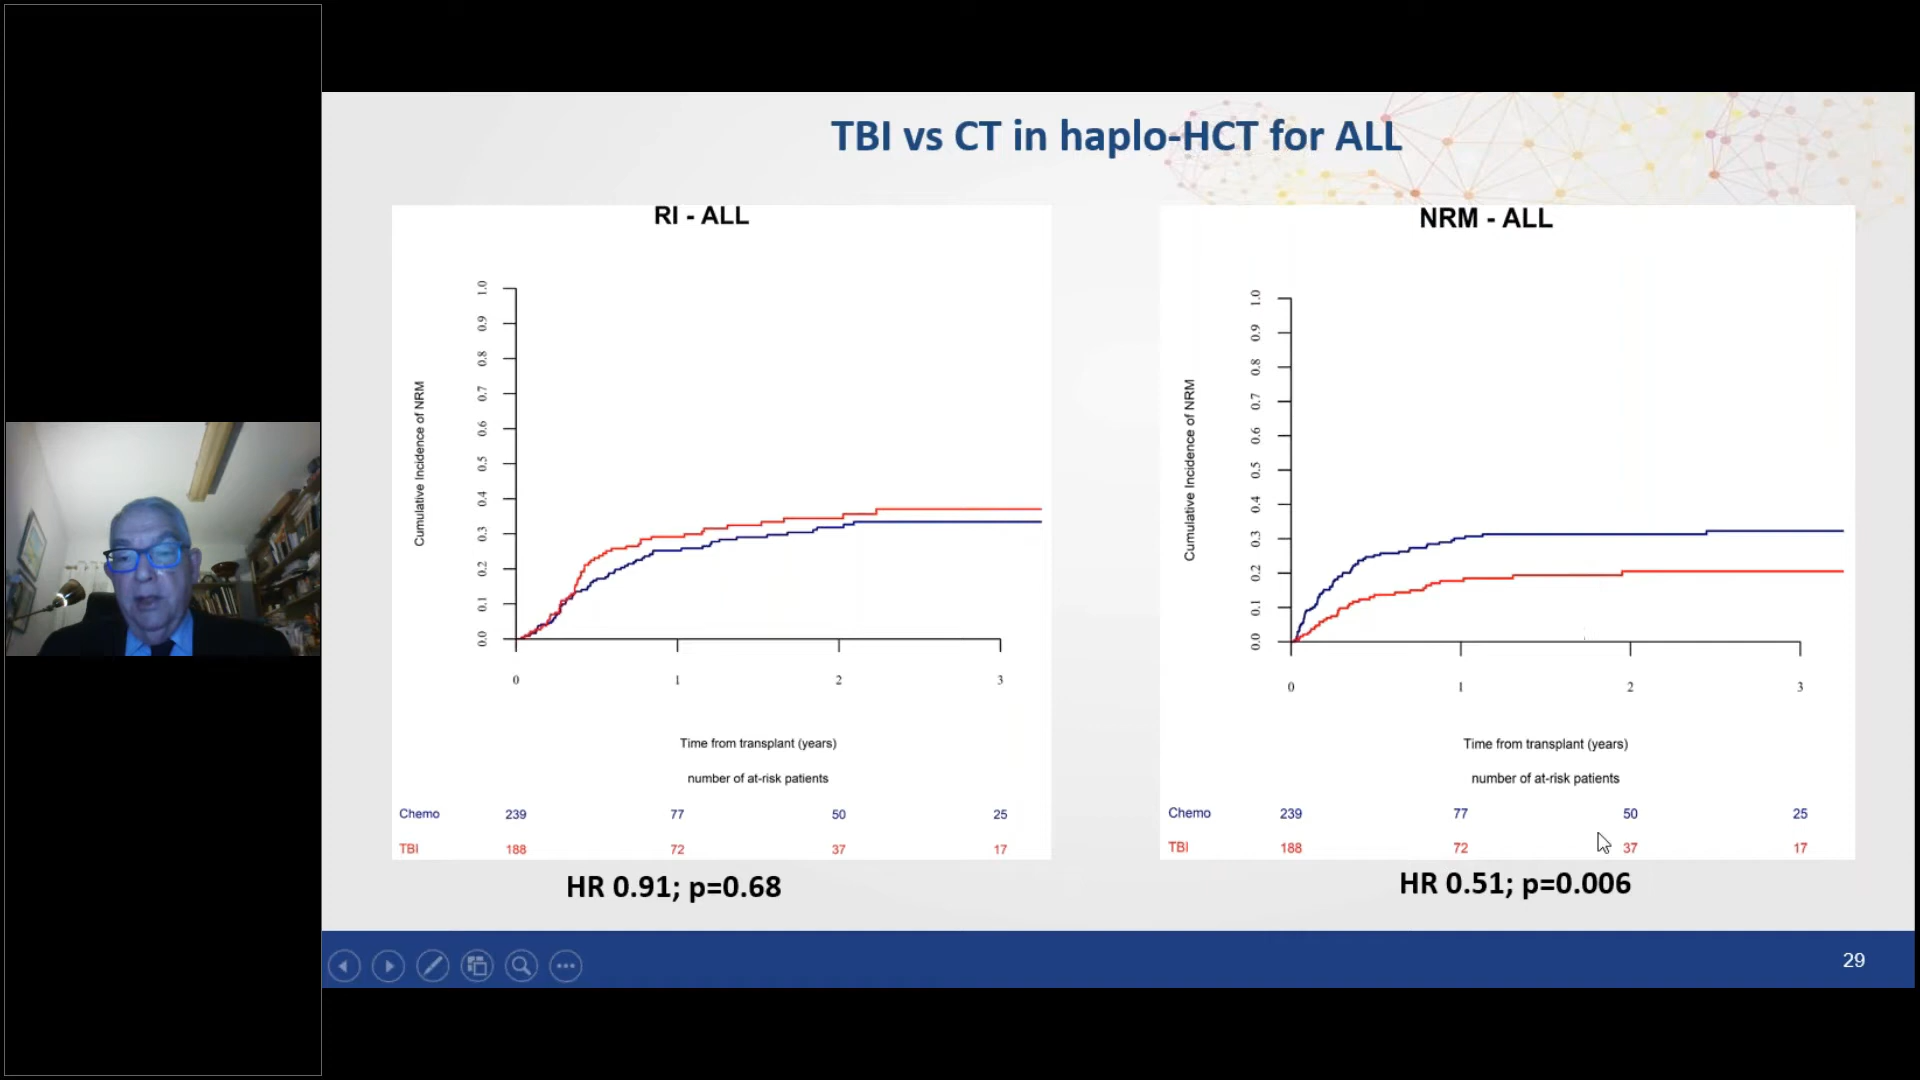 TBI vs CT in haplo-HCT for ALL
RI - ALL
Cumulative Incidence of NRM
1.0
0.9
0.8
0.7
0.6
0.5
0.4
0.3
0.2
0.1
0.0
0 1 2 3
Time from transplant (years)
number of at-risk patients
Chemo 239 77 50 25
TBI 188 72 37 17
HR 0.91; p=0.68
NRM - ALL
Cumulative Incidence of NRM
1.0
0.9
0.8
0.7
0.6
0.5
0.4
0.3
0.2
0.1
0.0
0 1 2 3
Time from transplant (years)
number of at-risk patients
Chemo 239 77 50 25
TBI 188 72 37 17
HR 0.51; p=0.006
29